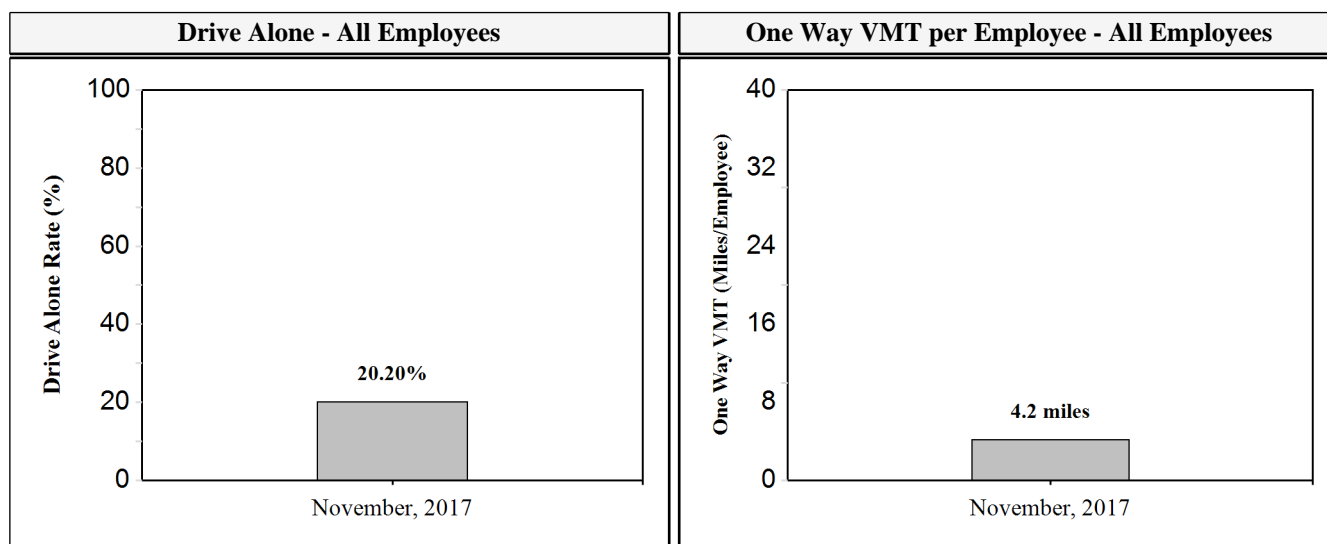 Drive Alone - All Employees
One Way VMT per Employee - All Employees
Drive Alone Rate (%)
100
80
60
40
20
0
20.20%
November, 2017
One Way VMT (Miles/Employee)
40
32
24
16
8
0
4.2 miles
November, 2017